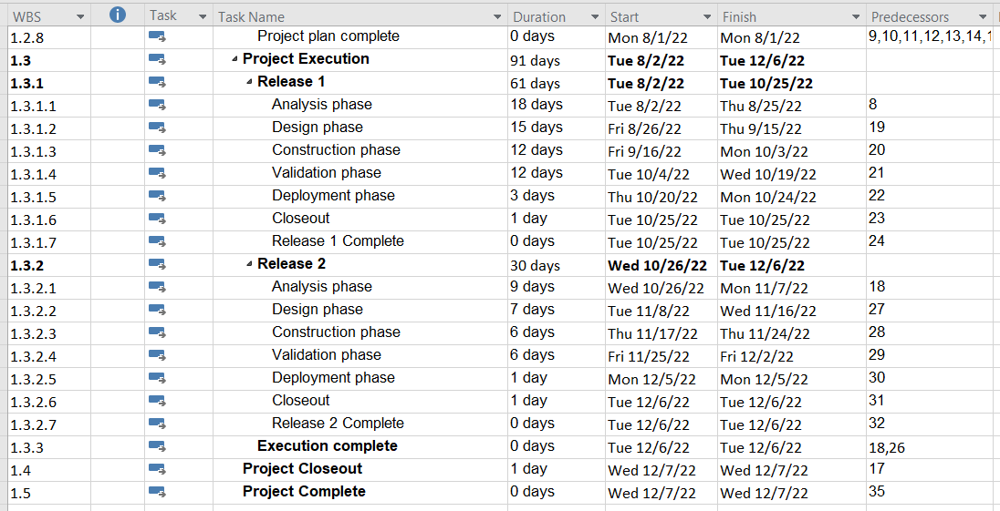 WBS Task Task Name Duration Start Finish Predecessors
1.2.8 Project plan complete 0 days Mon 8/1/22 Mon 8/1/22 9,10,11,12,13,14,1
1.3 Project Execution 91 days Tue 8/2/22 Tue 12/6/22
1.3.1 Release 1 61 days Tue 8/2/22 Tue 10/25/22
1.3.1.1 Analysis phase 18 days Tue 8/2/22 Thu 8/25/22 8
1.3.1.2 Design phase 15 days Fri 8/26/22 Thu 9/15/22 19
1.3.1.3 Construction phase 12 days Fri 9/16/22 Mon 10/3/22 20
1.3.1.4 Validation phase 12 days Tue 10/4/22 Wed 10/19/22 21
1.3.1.5 Deployment phase 3 days Thu 10/20/22 Mon 10/24/22 22
1.3.1.6 Closeout 1 day Tue 10/25/22 Tue 10/25/22 23
1.3.1.7 Release 1 Complete 0 days Tue 10/25/22 Tue 10/25/22 24
1.3.2 Release 2 30 days Wed 10/26/22 Tue 12/6/22
1.3.2.1 Analysis phase 9 days Wed 10/26/22 Mon 11/7/22 18
1.3.2.2 Design phase 7 days Tue 11/8/22 Wed 11/16/22 27
1.3.2.3 Construction phase 6 days Thu 11/17/22 Thu 11/24/22 28
1.3.2.4 Validation phase 6 days Fri 11/25/22 Fri 12/2/22 29
1.3.2.5 Deployment phase 1 day Mon 12/5/22 Mon 12/5/22 30
1.3.2.6 Closeout 1 day Tue 12/6/22 Tue 12/6/22 31
1.3.2.7 Release 2 Complete 0 days Tue 12/6/22 Tue 12/6/22 32
1.3.3 Execution complete 0 days Tue 12/6/22 Tue 12/6/22 18,26
1.4 Project Closeout 1 day Wed 12/7/22 Wed 12/7/22 17
1.5 Project Complete 0 days Wed 12/7/22 Wed 12/7/22 35